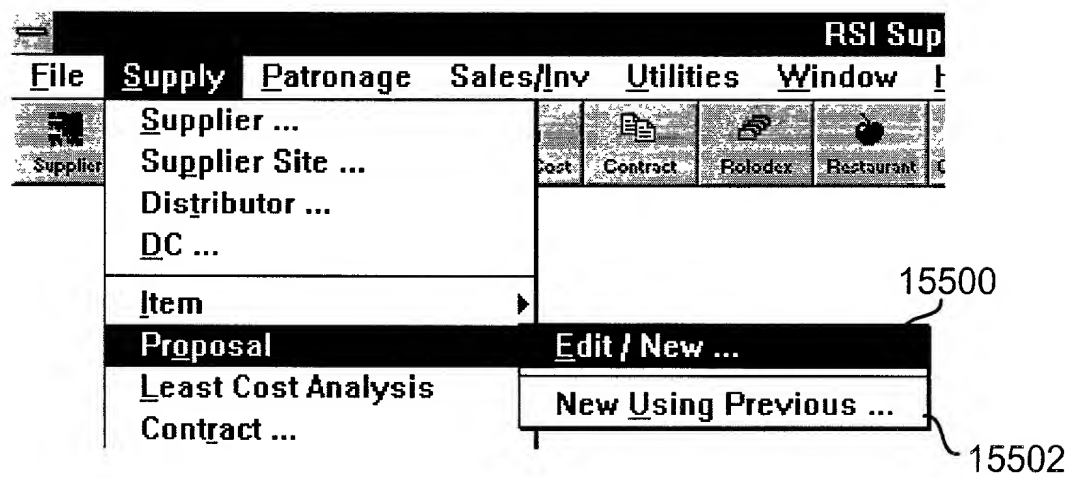 RSI Sup
File Supply Patronage Sales/Inv Utilities Window
Supplier Cost Contract Rolodex Restaurant
Supplier ...
Supplier Site ...
Distributor ...
DC ...
Item
Proposal
Least Cost Analysis
Contract ...
15500
Edit / New ...
New Using Previous ...
15502